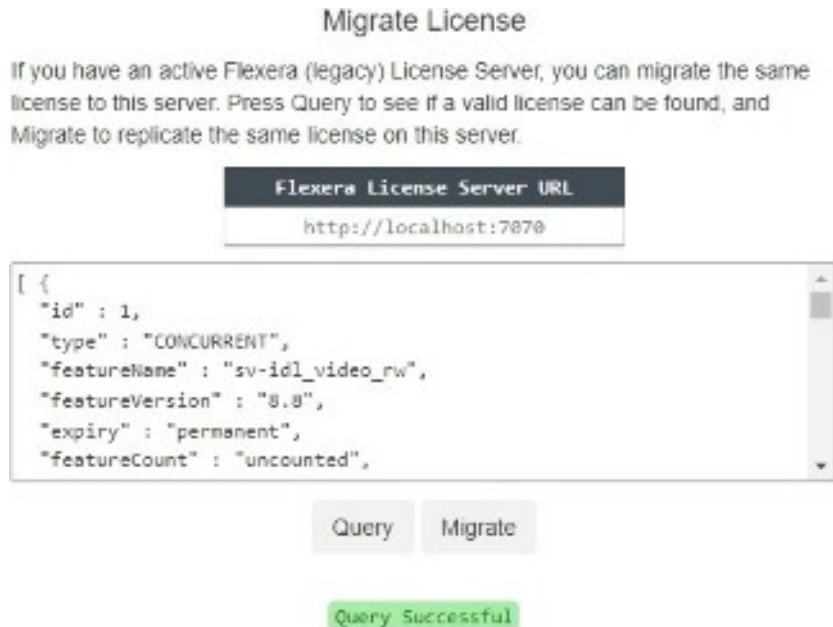 Migrate License
If you have an active Flexera (legacy) License Server, you can migrate the same
license to this server. Press Query to see if a valid license can be found, and
Migrate to replicate the same license on this server.
Flexera License Server URL
http://localhost:7070
[ {
"id" : 1,
"type" : "CONCURRENT",
"featureName" : "sv-idl_video_rw",
"featureVersion" : "8.8",
"expiry" : "permanent",
"featureCount" : "uncounted",
Query Migrate
Query Successful